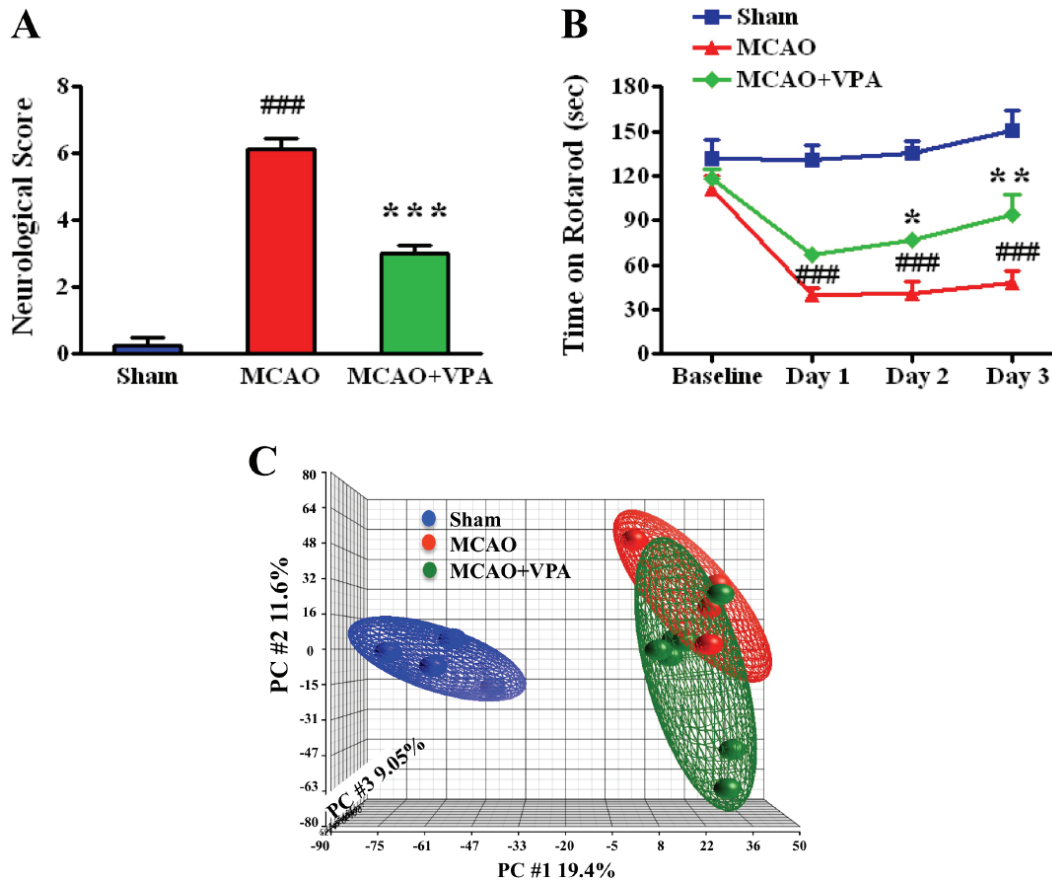 A
Neurological Score
8
6
4
2
0
###
***
Sham MCAO MCAO+VPA
B
Sham
MCAO
MCAO+VPA
Time on Rotarod (sec)
180
150
120
90
60
30
0
* *
*
### ### ###
Baseline Day 1 Day 2 Day 3
C
Sham
MCAO
MCAO+VPA
PC #2 11.6%
80
64
48
32
16
0
-15
-31
-47
-63
-80
PC #3 9.05%
-90 -75 -61 -47 -33 -20 -5 8 22 36 50
PC #1 19.4%